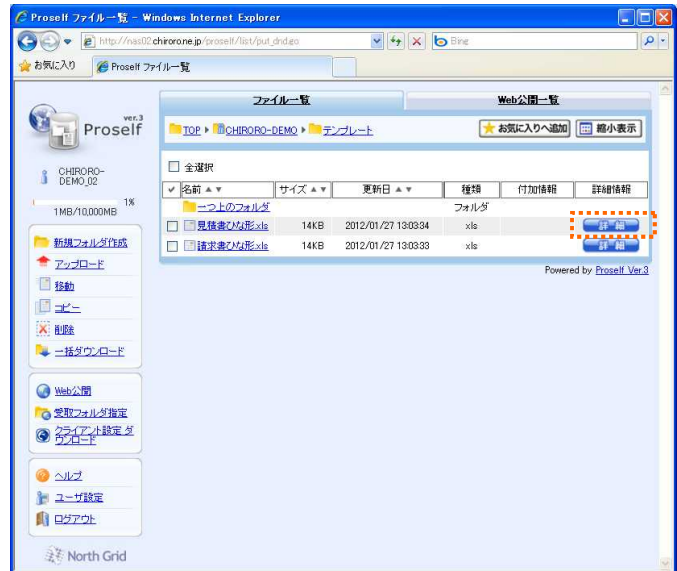 Proself ファイル一覧 - Windows Internet Explorer
http://nas02.chirorone.jp/proself/list/put_dnd.go
Bing
お気に入り
Proself ファイル一覧
ver.3
Proself
CHIRORO-
DEMO_02
1%
1MB/10,000MB
新規フォルダ作成
アップロード
移動
コピー
削除
一括ダウンロード
Web公開
受取フォルダ指定
クライアント設定 ダ
ウンロード
ヘルプ
ユーザ設定
ログアウト
North Grid
ファイル一覧 Web公開一覧
TOP CHIRORO-DEMO テンプレート お気に入りへ追加 縮小表示
全選択
名前 ▲▼ サイズ ▲▼ 更新日 ▲▼ 種類 付加情報 詳細情報
一つ上のフォルダ フォルダ
見積書ひな形.xls 14KB 2012/01/27 13:03:34 xls 詳 細
請求書ひな形.xls 14KB 2012/01/27 13:03:33 xls 詳 細
Powered by Proself Ver.3